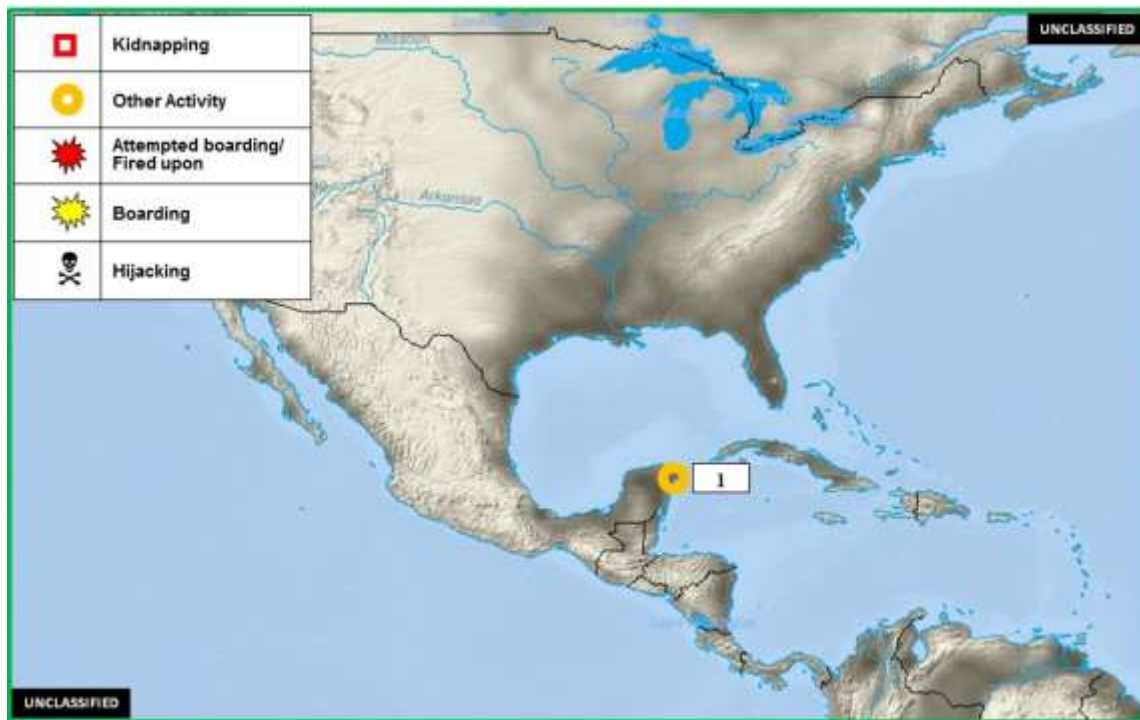 UNCLASSIFIED
Kidnapping
Other Activity
Attempted boarding/
Fired upon
Boarding
Hijacking
Missouri
Arkansas
1
UNCLASSIFIED